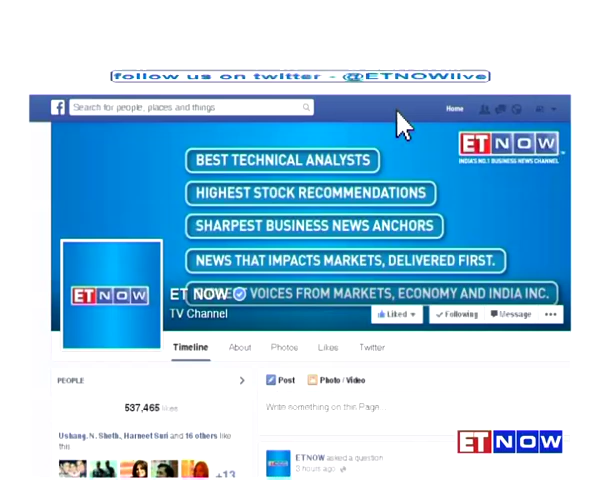 follow us on twitter - @ETNOWlive
Search for people, places and things
Home
ET NOW
INDIA'S NO.1 BUSINESS NEWS CHANNEL
BEST TECHNICAL ANALYSTS
HIGHEST STOCK RECOMMENDATIONS
SHARPEST BUSINESS NEWS ANCHORS
NEWS THAT IMPACTS MARKETS, DELIVERED FIRST.
VOICES FROM MARKETS, ECONOMY AND INDIA INC.
ET NOW
ET NOW
TV Channel
Liked
Following
Message
Timeline About Photos Likes Twitter
PEOPLE
537,465 likes
Ushang. N. Sheth, Harneet Suri and 16 others like
this
+13
Post Photo / Video
Write something on this Page...
ETNOW asked a question
2 hours ago
ET NOW